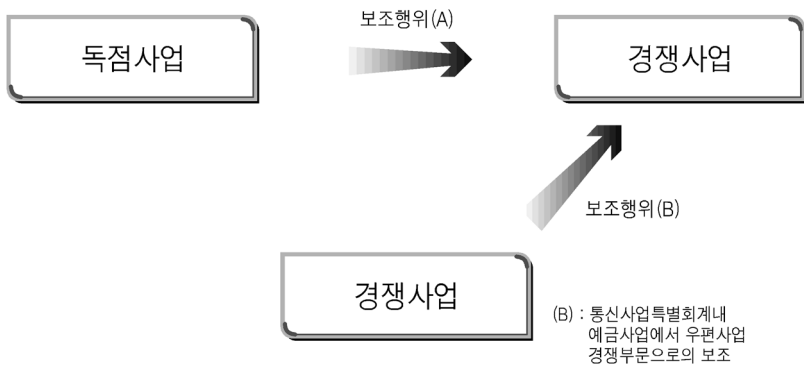 보조행위(A)
독점사업
경쟁사업
보조행위(B)
경쟁사업
(B) : 통신사업특별회계내
예금사업에서 우편사업
경쟁부문으로의 보조